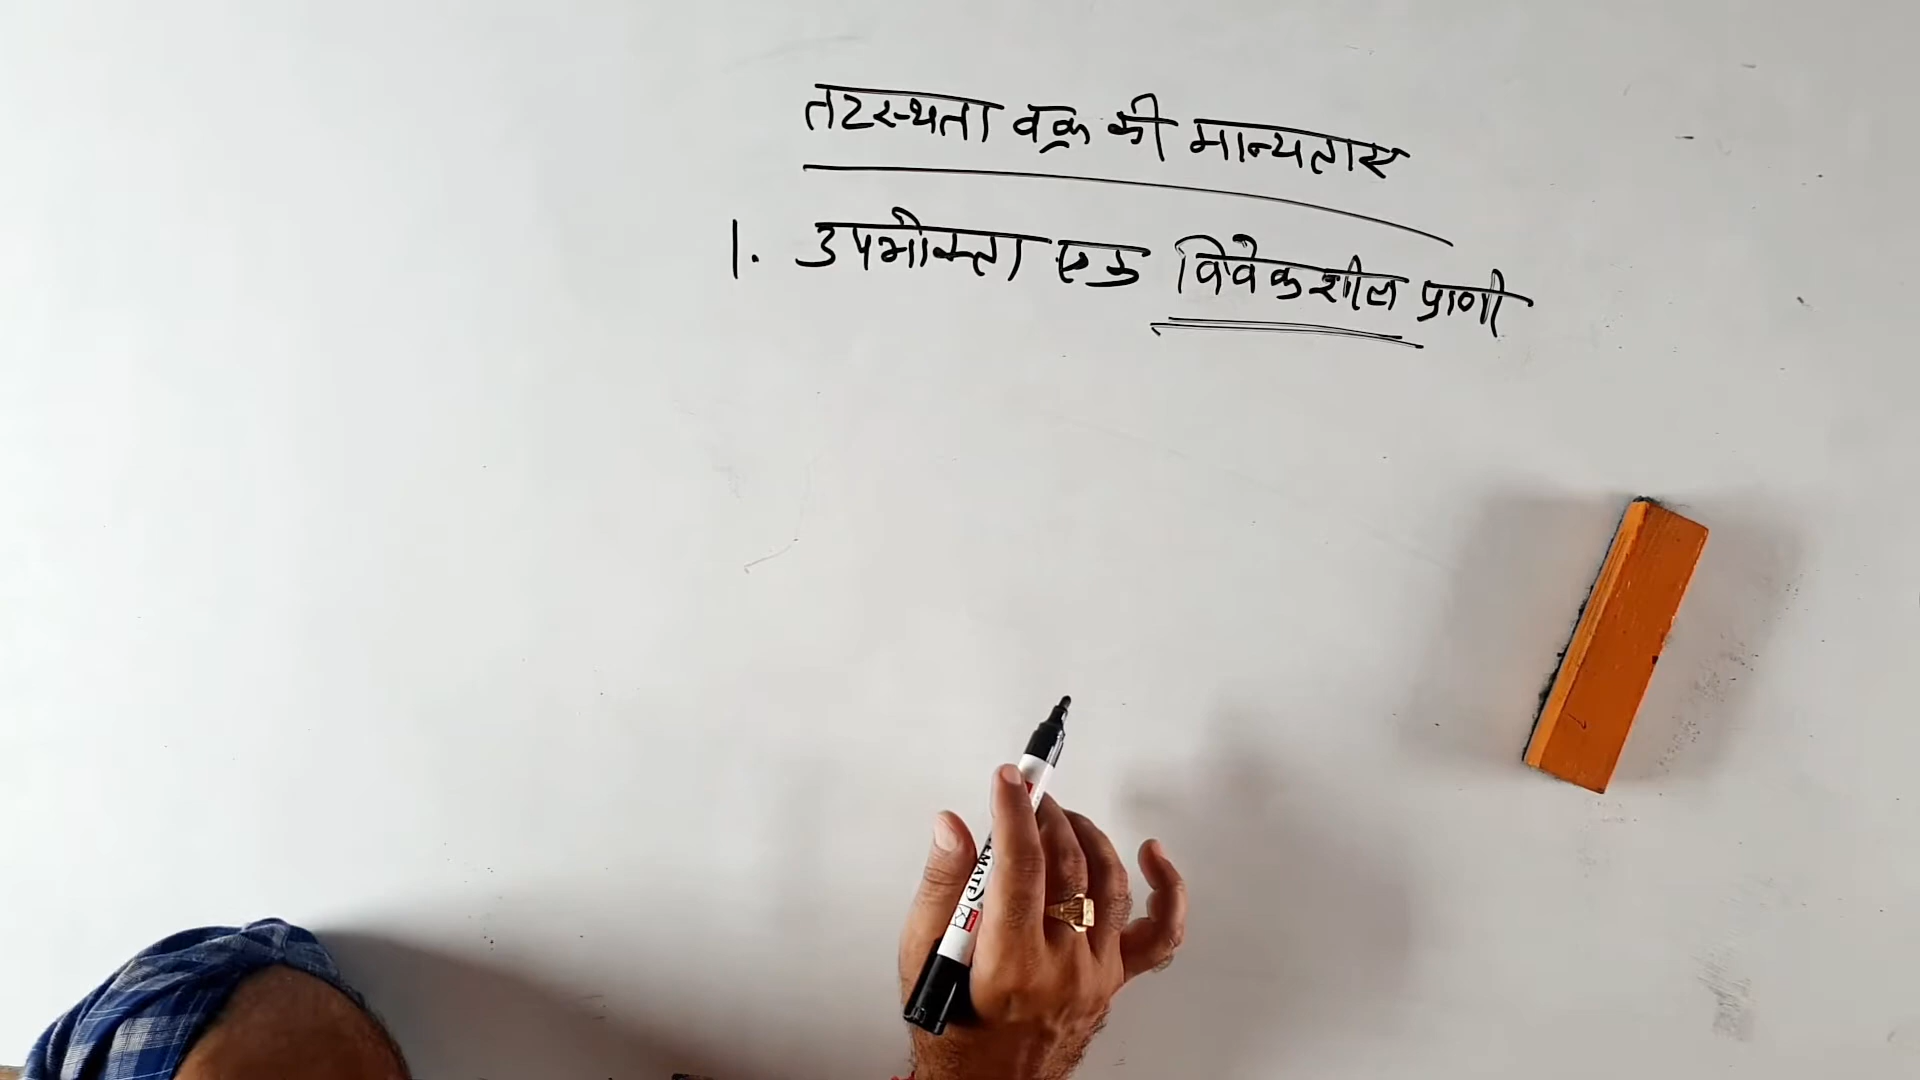 तटस्थता वक्र की मान्यताए
1. उपभोक्ता एक विवेकशील प्राणी